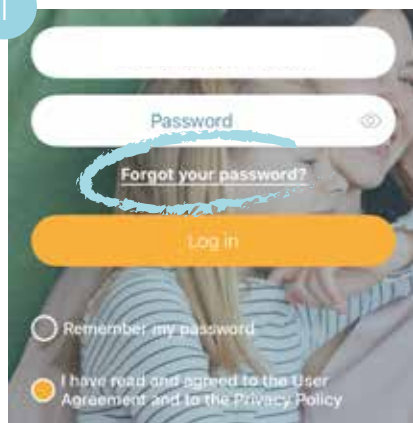 1
Password
Forgot your password?
Log in
Remember my password
I have read and agreed to the User
Agreement and to the Privacy Policy